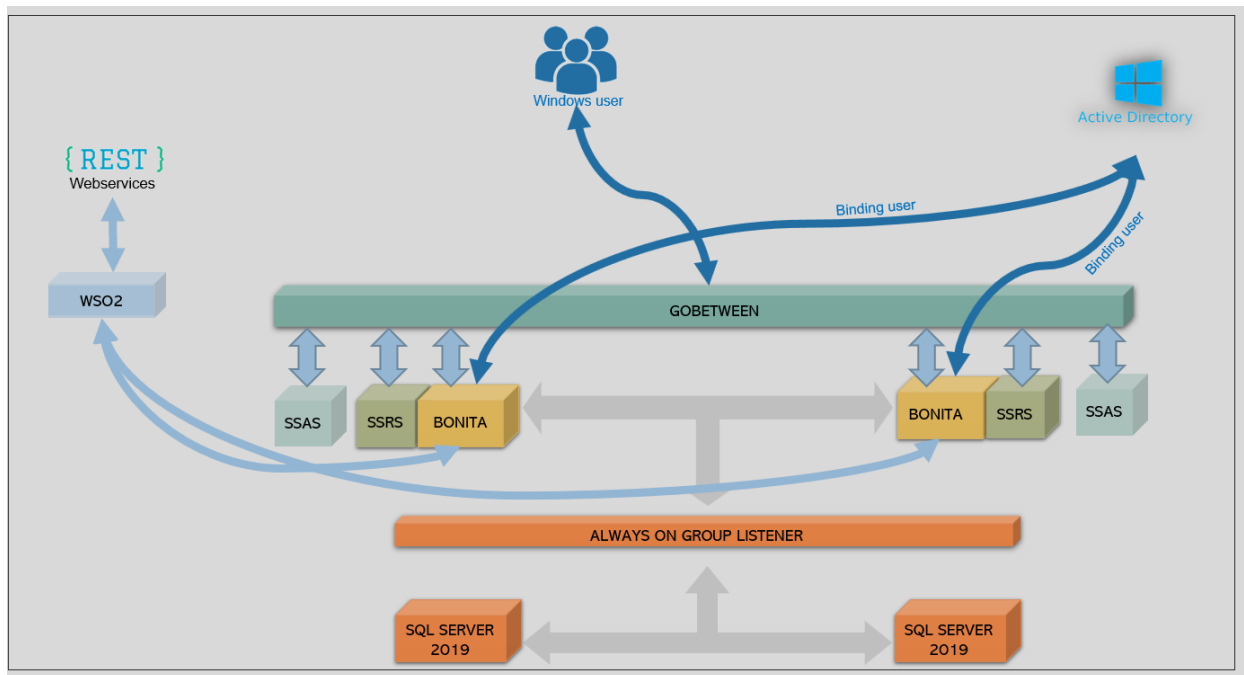 Windows user
Active Directory
{ REST }
Webservices
Binding user
Binding user
WSO2
GOBETWEEN
SSAS
SSRS
BONITA
BONITA
SSRS
SSAS
ALWAYS ON GROUP LISTENER
SQL SERVER
2019
SQL SERVER
2019